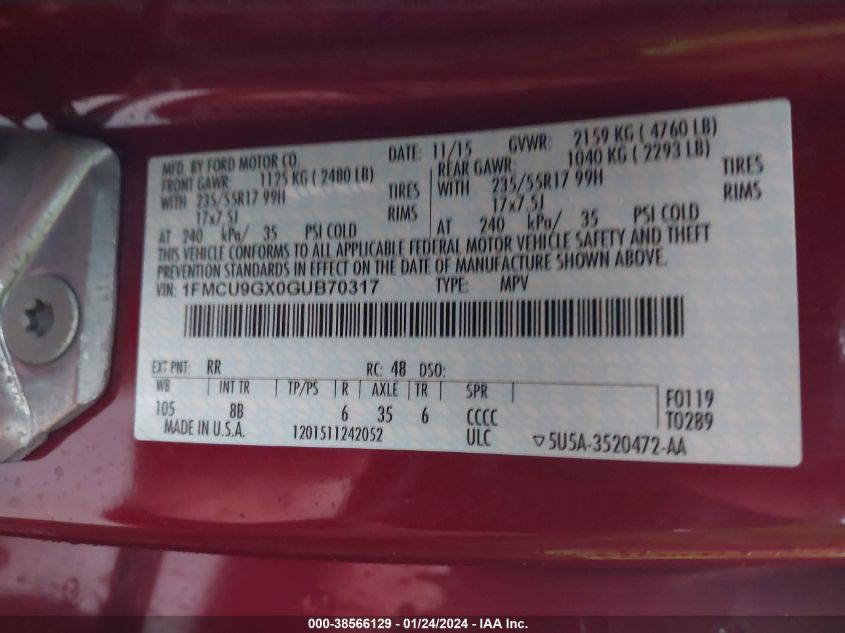 MFD. BY FORD MOTOR CO. DATE: 11/15 GVWR: 2159 KG ( 4760 LB)
FRONT GAWR: 1125 KG ( 2480 LB) REAR GAWR: 1040 KG ( 2293 LB)
WITH 235/55R17 99H TIRES WITH 235/55R17 99H TIRES
17x7.5J RIMS 17x7.5J RIMS
AT 240 kPa/ 35 PSI COLD AT 240 kPa/ 35 PSI COLD
THIS VEHICLE CONFORMS TO ALL APPLICABLE FEDERAL MOTOR VEHICLE SAFETY AND THEFT
PREVENTION STANDARDS IN EFFECT ON THE DATE OF MANUFACTURE SHOWN ABOVE.
VIN: 1FMCU9GX0GUB70317 TYPE: MPV
EXT PNT: RR RC: 48 DSO:
WB INT TR TP/PS R AXLE TR SPR F0119
105 8B 6 35 6 CCCC T0289
MADE IN U.S.A. 1201511242052 ULC ▽5U5A-3520472-AA
000-38566129 - 01/24/2024 - IAA Inc.